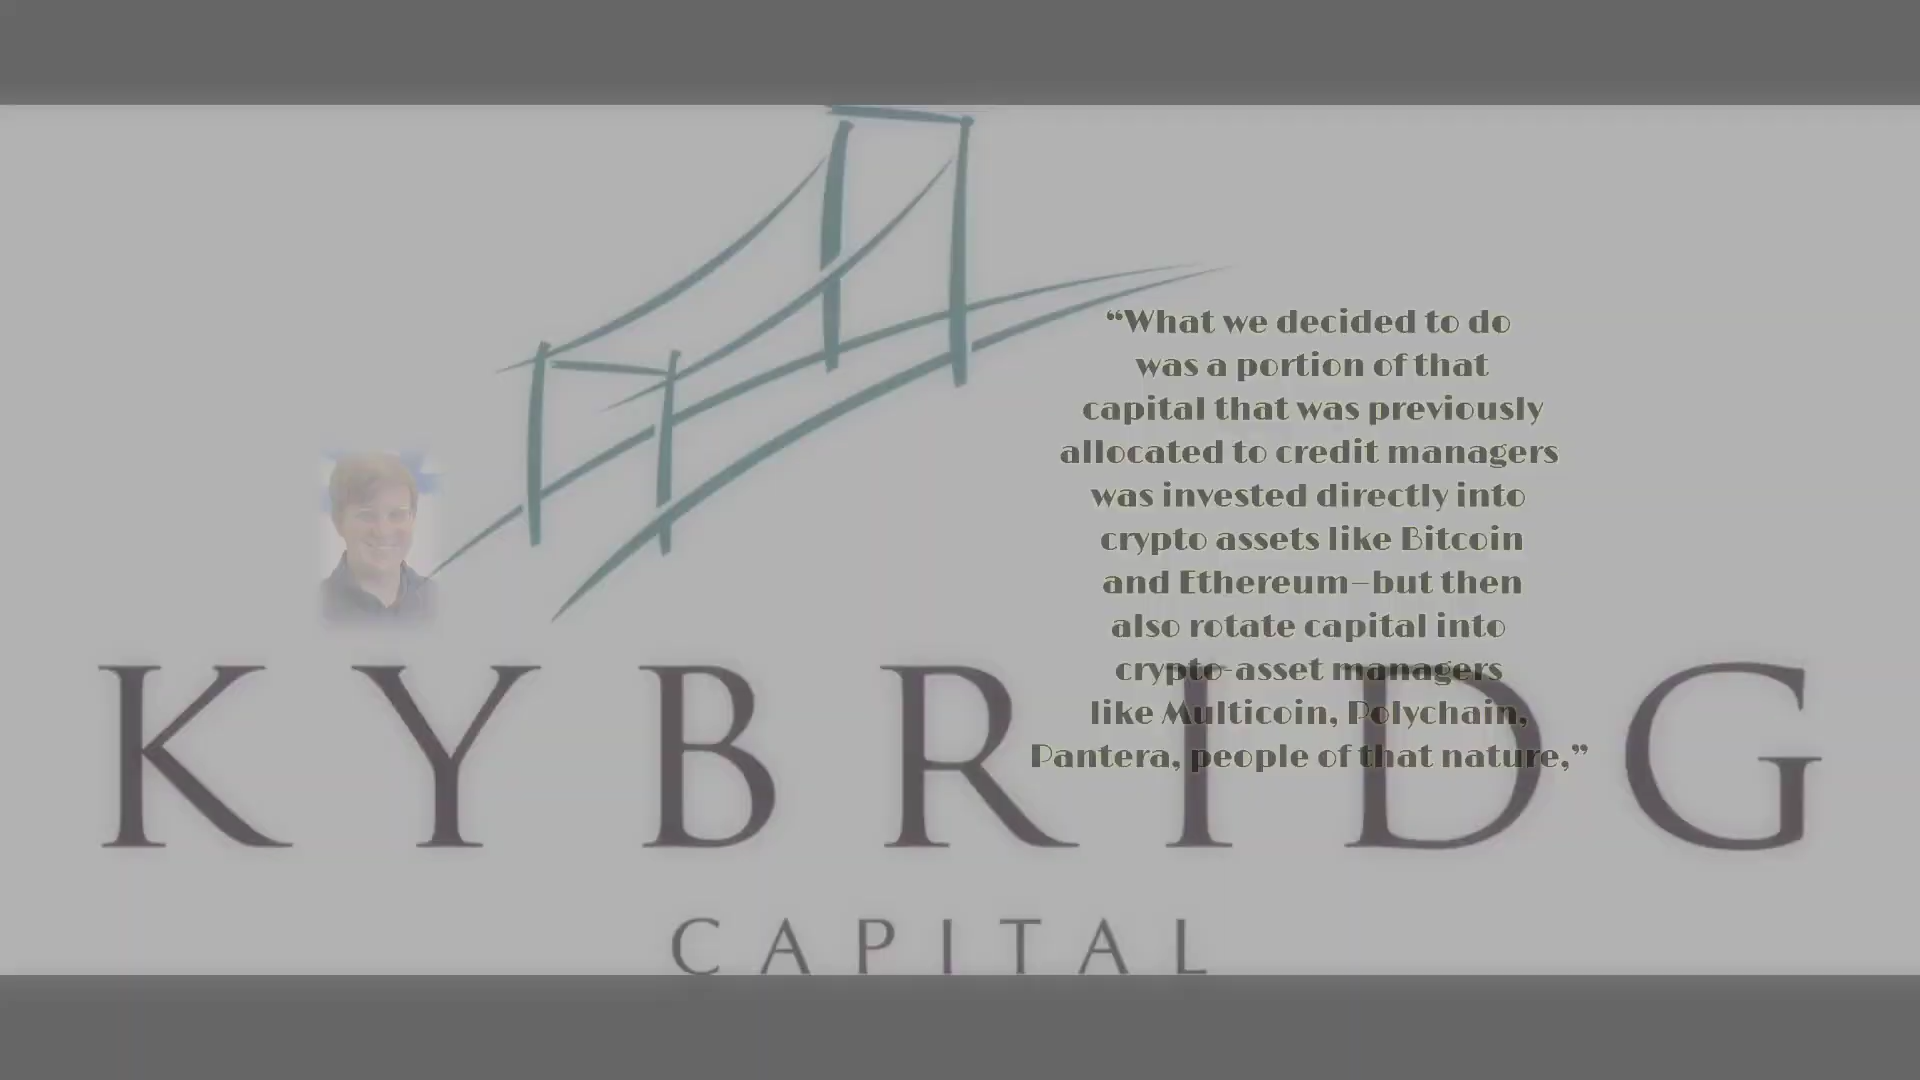 “What we decided to do
was a portion of that
capital that was previously
allocated to credit managers
was invested directly into
crypto assets like Bitcoin
and Ethereum—but then
also rotate capital into
crypto-asset managers
like Multicoin, Polychain,
Pantera, people of that nature,”
KYBRIDG
CAPITAL